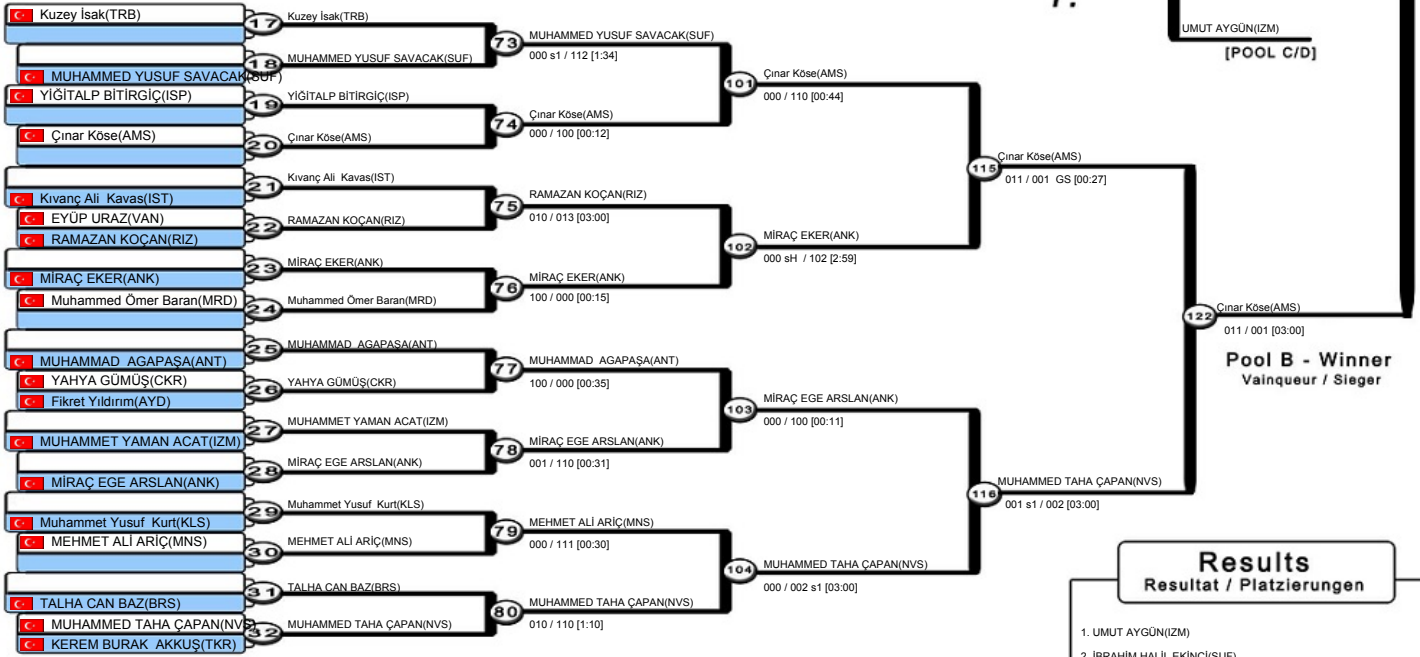 1.
UMUT AYGÜN(IZM)
[POOL C/D]
Kuzey İsak(TRB)
MUHAMMED YUSUF SAVACAK(SUF)
YİĞİTALP BİTİRGİÇ(ISP)
Çınar Köse(AMS)
Kıvanç Ali Kavas(IST)
EYÜP URAZ(VAN)
RAMAZAN KOÇAN(RIZ)
MİRAÇ EKER(ANK)
Muhammed Ömer Baran(MRD)
MUHAMMAD AGAPAŞA(ANT)
YAHYA GÜMÜŞ(CKR)
Fikret Yıldırım(AYD)
MUHAMMET YAMAN ACAT(IZM)
MİRAÇ EGE ARSLAN(ANK)
Muhammet Yusuf Kurt(KLS)
MEHMET ALİ ARİÇ(MNS)
TALHA CAN BAZ(BRS)
MUHAMMED TAHA ÇAPAN(NVS)
KEREM BURAK AKKUŞ(TKR)
17 Kuzey İsak(TRB)
18 MUHAMMED YUSUF SAVACAK(SUF)
19 YİĞİTALP BİTİRGİÇ(ISP)
20 Çınar Köse(AMS)
21 Kıvanç Ali Kavas(IST)
22 RAMAZAN KOÇAN(RIZ)
23 MİRAÇ EKER(ANK)
24 Muhammed Ömer Baran(MRD)
25 MUHAMMAD AGAPAŞA(ANT)
26 YAHYA GÜMÜŞ(CKR)
27 MUHAMMET YAMAN ACAT(IZM)
28 MİRAÇ EGE ARSLAN(ANK)
29 Muhammet Yusuf Kurt(KLS)
30 MEHMET ALİ ARİÇ(MNS)
31 TALHA CAN BAZ(BRS)
32 MUHAMMED TAHA ÇAPAN(NVS)
73 MUHAMMED YUSUF SAVACAK(SUF)
000 s1 / 112 [1:34]
74 Çınar Köse(AMS)
000 / 100 [00:12]
75 RAMAZAN KOÇAN(RIZ)
010 / 013 [03:00]
76 MİRAÇ EKER(ANK)
100 / 000 [00:15]
77 MUHAMMAD AGAPAŞA(ANT)
100 / 000 [00:35]
78 MİRAÇ EGE ARSLAN(ANK)
001 / 110 [00:31]
79 MEHMET ALİ ARİÇ(MNS)
000 / 111 [00:30]
80 MUHAMMED TAHA ÇAPAN(NVS)
010 / 110 [1:10]
101 Çınar Köse(AMS)
000 / 110 [00:44]
102 MİRAÇ EKER(ANK)
000 sH / 102 [2:59]
103 MİRAÇ EGE ARSLAN(ANK)
000 / 100 [00:11]
104 MUHAMMED TAHA ÇAPAN(NVS)
000 / 002 s1 [03:00]
115 Çınar Köse(AMS)
011 / 001 GS [00:27]
116 MUHAMMED TAHA ÇAPAN(NVS)
001 s1 / 002 [03:00]
122 Çınar Köse(AMS)
011 / 001 [03:00]
Pool B - Winner
Vainqueur / Sieger
Results
Resultat / Platzierungen
1. UMUT AYGÜN(IZM)
2. İBRAHİM HALİL EKİNCİ(SUF)